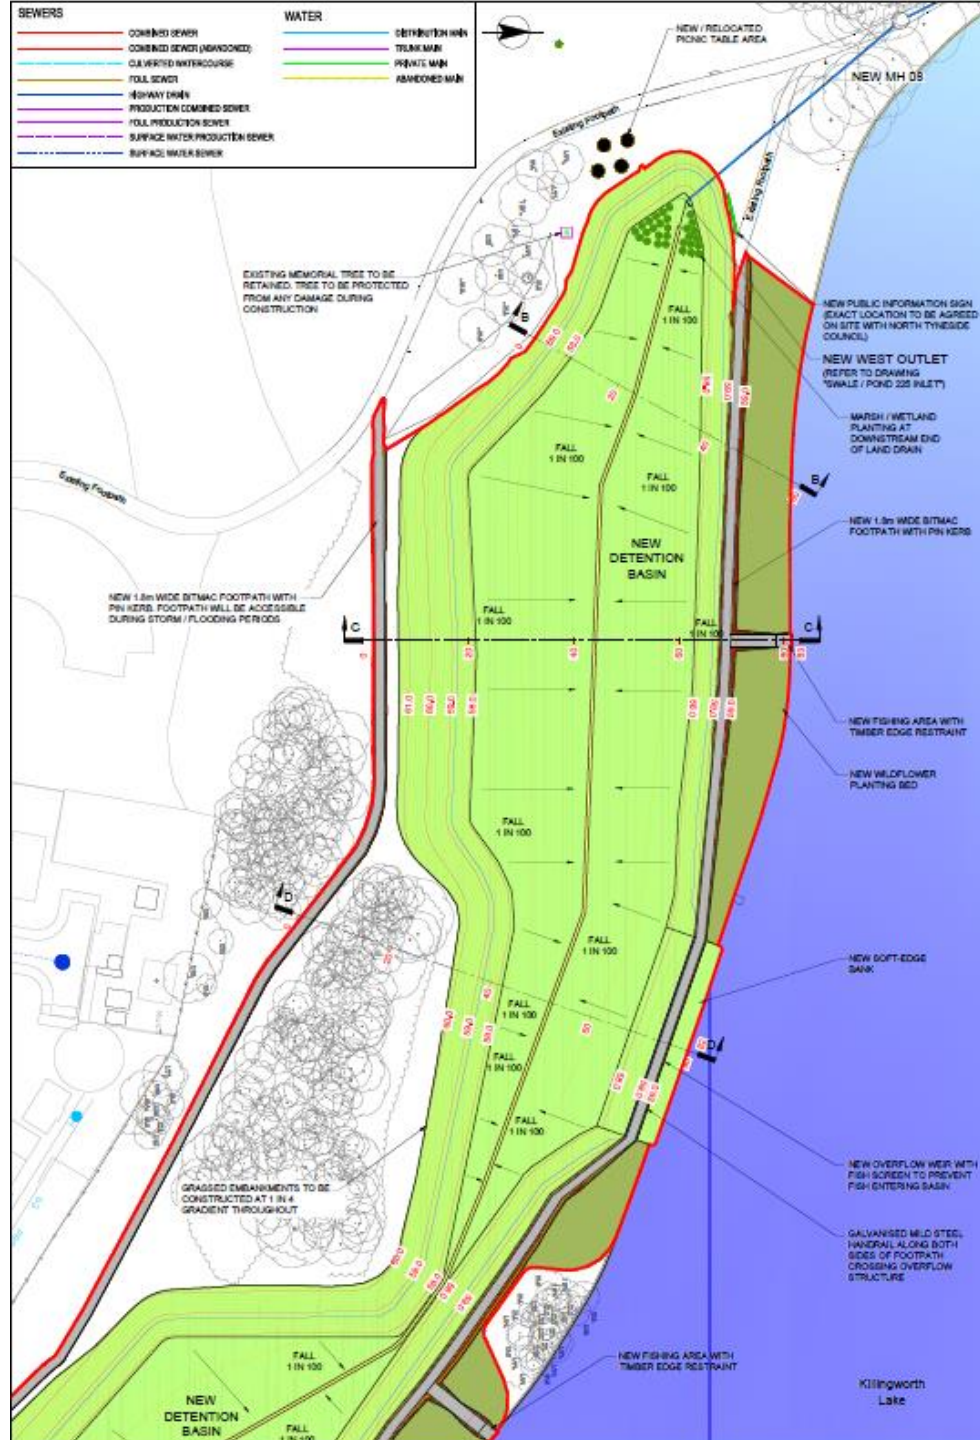 SEWERS
COMBINED SEWER
COMBINED SEWER (ABANDONED)
CULVERTED WATERCOURSE
FOUL SEWER
HIGHWAY DRAIN
PRODUCTION COMBINED SEWER
FOUL PRODUCTION SEWER
SURFACE WATER PRODUCTION SEWER
SURFACE WATER SEWER
WATER
DISTRIBUTION MAIN
TRUNK MAIN
PRIVATE MAIN
ABANDONED MAIN
NEW / RELOCATED
PICNIC TABLE AREA
NEW MH 08
Existing Footpath
Existing Footpath
EXISTING MEMORIAL TREE TO BE
RETAINED. TREE TO BE PROTECTED
FROM ANY DAMAGE DURING
CONSTRUCTION
B
FALL
1 IN 100
NEW PUBLIC INFORMATION SIGN
(EXACT LOCATION TO BE AGREED
ON SITE WITH NORTH TYNESIDE
COUNCIL)
NEW WEST OUTLET
(REFER TO DRAWING
"SWALE / POND 225 INLET")
MARSH / WETLAND
PLANTING AT
DOWNSTREAM END
OF LAND DRAIN
Existing Footpath
FALL
1 IN 100
FALL
1 IN 100
B
NEW 1.8m WIDE BITMAC
FOOTPATH WITH PIN KERB
NEW
DETENTION
BASIN
NEW 1.8m WIDE BITMAC FOOTPATH WITH
PIN KERB. FOOTPATH WILL BE ACCESSIBLE
DURING STORM / FLOODING PERIODS
FALL
1 IN 100
FALL
1 IN 100
C
C
0
20
40
61.0
60.0
59.0
58.0
NEW FISHING AREA WITH
TIMBER EDGE RESTRAINT
NEW WILDFLOWER
PLANTING BED
FALL
1 IN 100
D
FALL
1 IN 100
NEW SOFT-EDGE
BANK
FALL
1 IN 100
FALL
1 IN 100
D
FALL
1 IN 100
GRASSED EMBANKMENTS TO BE
CONSTRUCTED AT 1 IN 4
GRADIENT THROUGHOUT
NEW OVERFLOW WEIR WITH
FISH SCREEN TO PREVENT
FISH ENTERING BASIN
GALVANISED MILD STEEL
HANDRAIL ALONG BOTH
SIDES OF FOOTPATH
CROSSING OVERFLOW
STRUCTURE
FALL
1 IN 100
NEW FISHING AREA WITH
TIMBER EDGE RESTRAINT
Killingworth
Lake
NEW
DETENTION
BASIN
FALL
1 IN 100